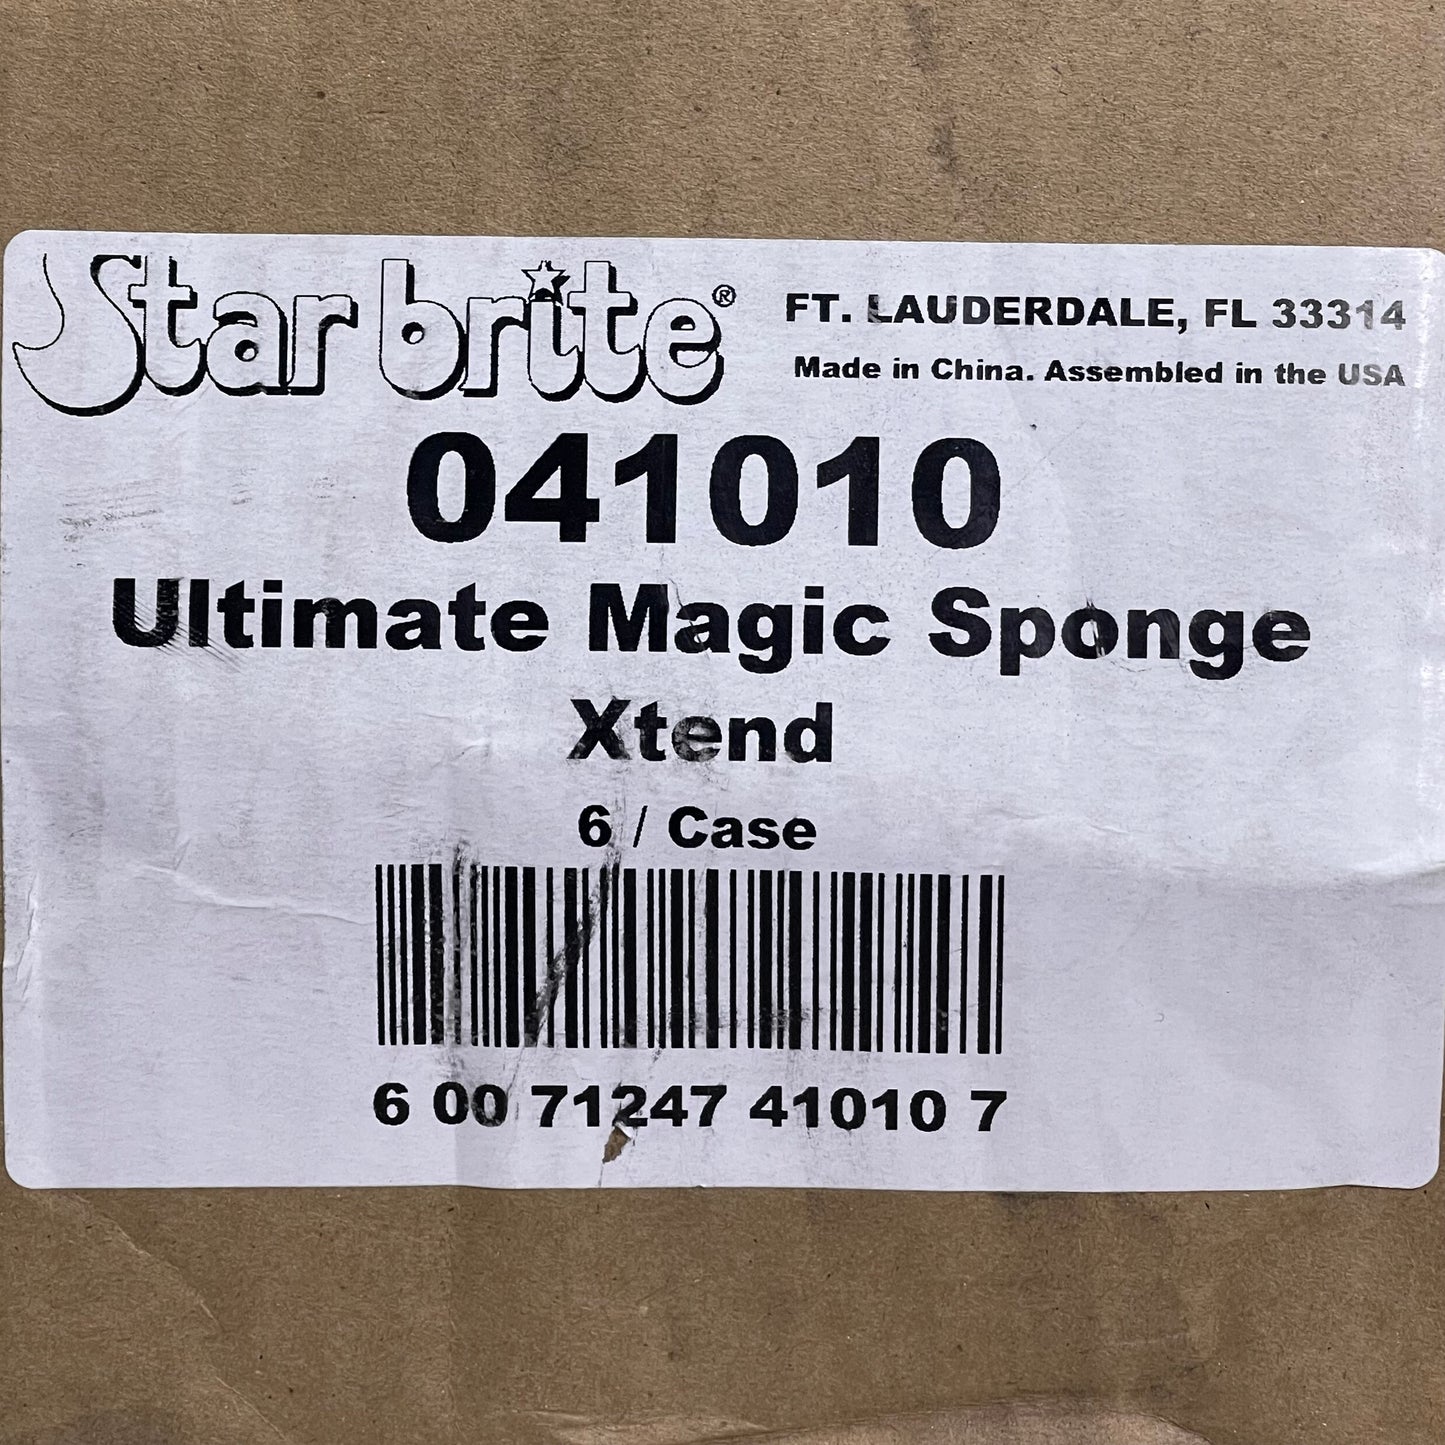 Star brite®
FT. LAUDERDALE, FL 33314
Made in China. Assembled in the USA
041010
Ultimate Magic Sponge
Xtend
6 / Case
6 00 71247 41010 7